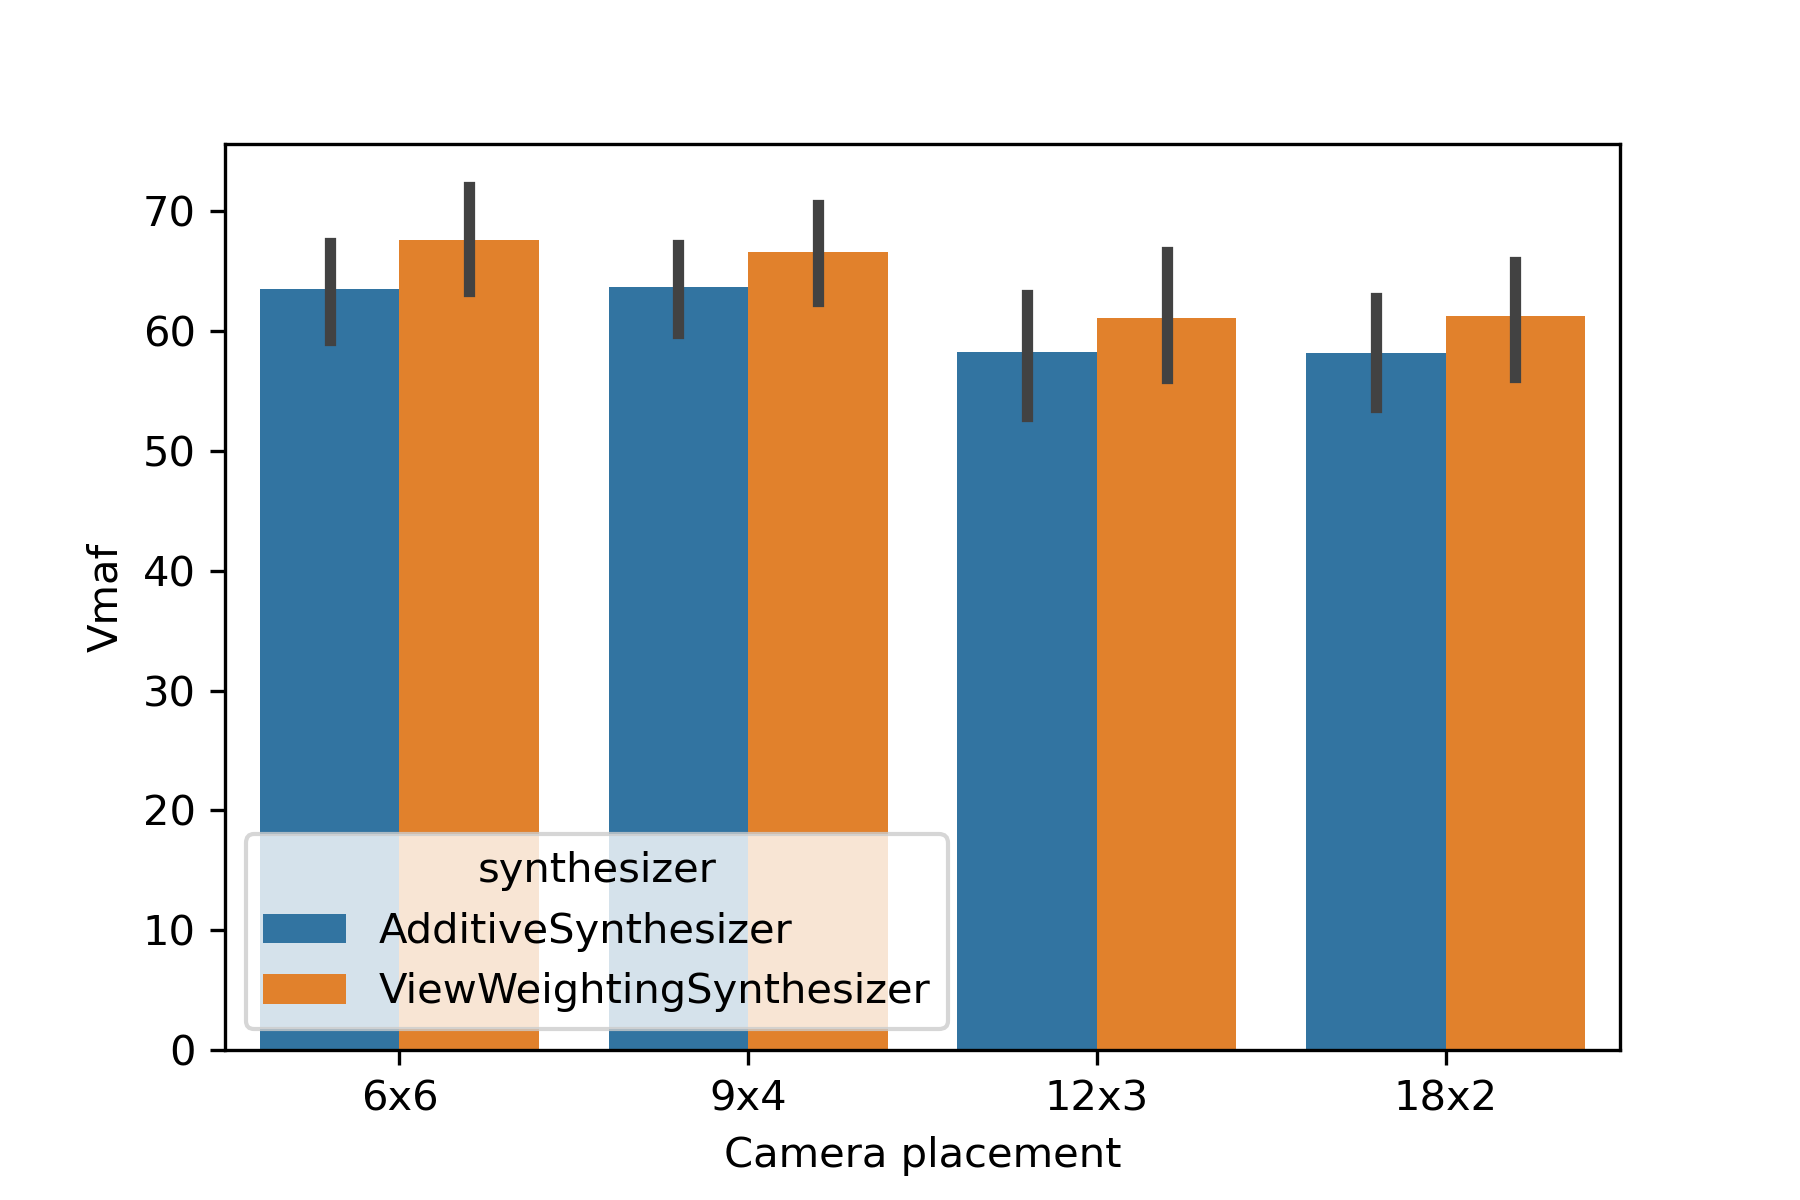 70
60
50
40
30
20
10
0
Vmaf
synthesizer
AdditiveSynthesizer
ViewWeightingSynthesizer
6x6 9x4 12x3 18x2
Camera placement